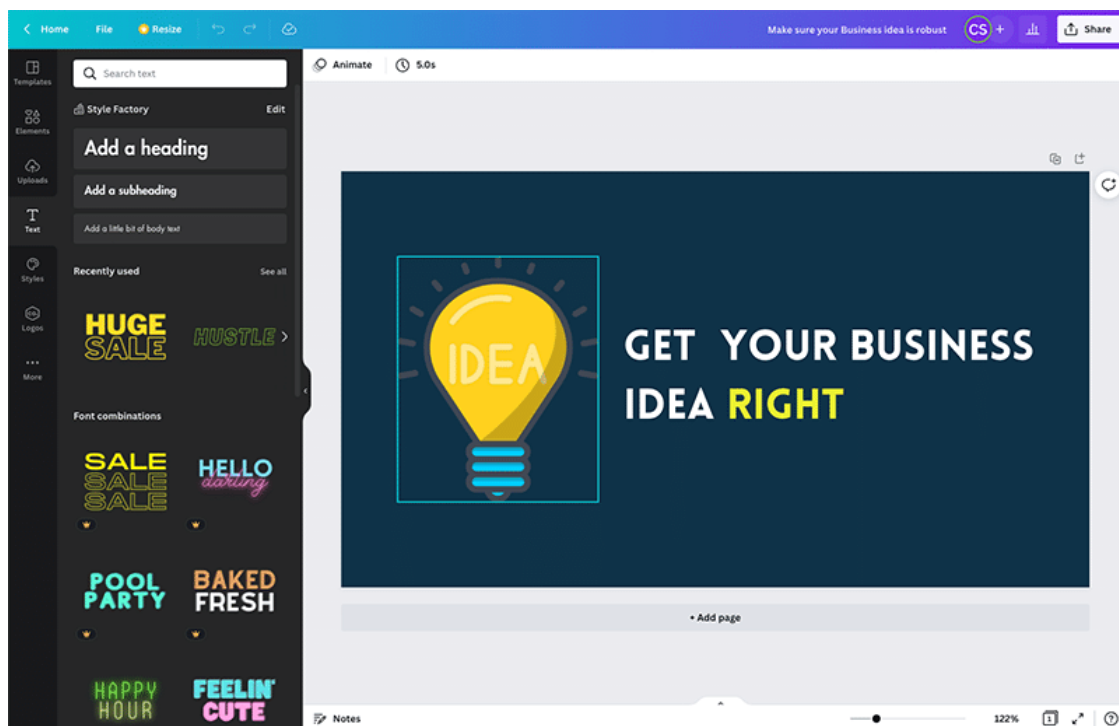 Home File Resize Make sure your Business idea is robust CS + Share
Templates
Elements
Uploads
Text
Styles
Logos
More
Search text
Style Factory Edit
Add a heading
Add a subheading
Add a little bit of body text
Recently used See all
HUGE
SALE
HUSTLE
Font combinations
SALE
SALE
SALE
HELLO
darling
POOL
PARTY
BAKED
FRESH
HAPPY
HOUR
FEELIN'
CUTE
Animate 5.0s
IDEA
GET YOUR BUSINESS
IDEA RIGHT
+ Add page
Notes 122% 1 ?